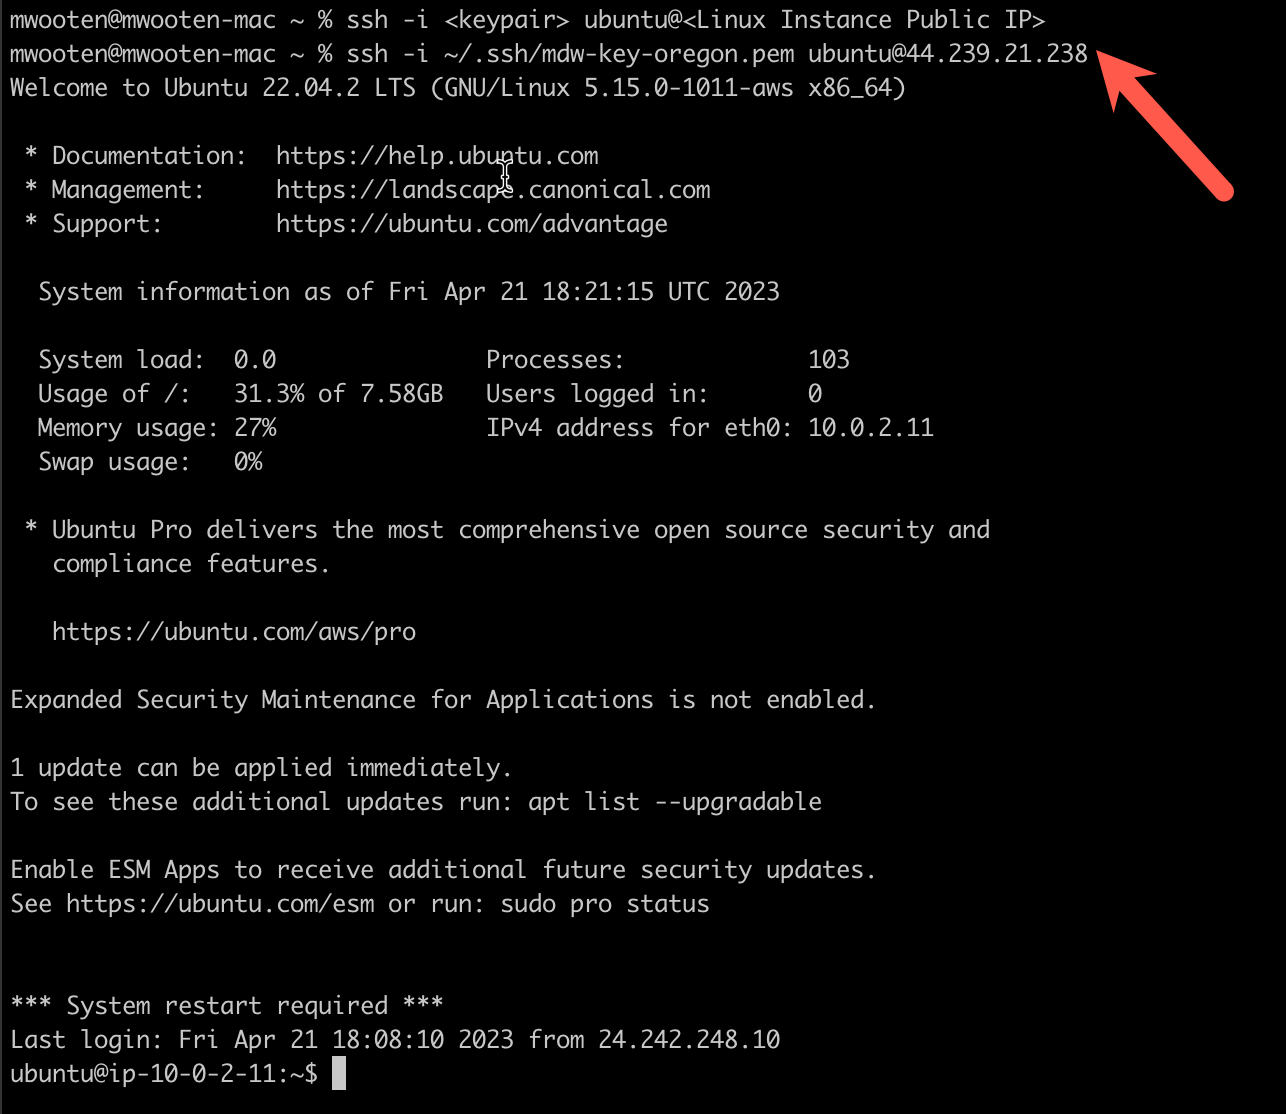 mwooten@mwooten-mac ~ % ssh -i <keypair> ubuntu@<Linux Instance Public IP>
mwooten@mwooten-mac ~ % ssh -i ~/.ssh/mdw-key-oregon.pem ubuntu@44.239.21.238
Welcome to Ubuntu 22.04.2 LTS (GNU/Linux 5.15.0-1011-aws x86_64)

 * Documentation:  https://help.ubuntu.com
 * Management:     https://landscape.canonical.com
 * Support:        https://ubuntu.com/advantage

  System information as of Fri Apr 21 18:21:15 UTC 2023

  System load:  0.0               Processes:             103
  Usage of /:   31.3% of 7.58GB   Users logged in:       0
  Memory usage: 27%               IPv4 address for eth0: 10.0.2.11
  Swap usage:   0%

 * Ubuntu Pro delivers the most comprehensive open source security and
   compliance features.

   https://ubuntu.com/aws/pro

Expanded Security Maintenance for Applications is not enabled.

1 update can be applied immediately.
To see these additional updates run: apt list --upgradable

Enable ESM Apps to receive additional future security updates.
See https://ubuntu.com/esm or run: sudo pro status


*** System restart required ***
Last login: Fri Apr 21 18:08:10 2023 from 24.242.248.10
ubuntu@ip-10-0-2-11:~$